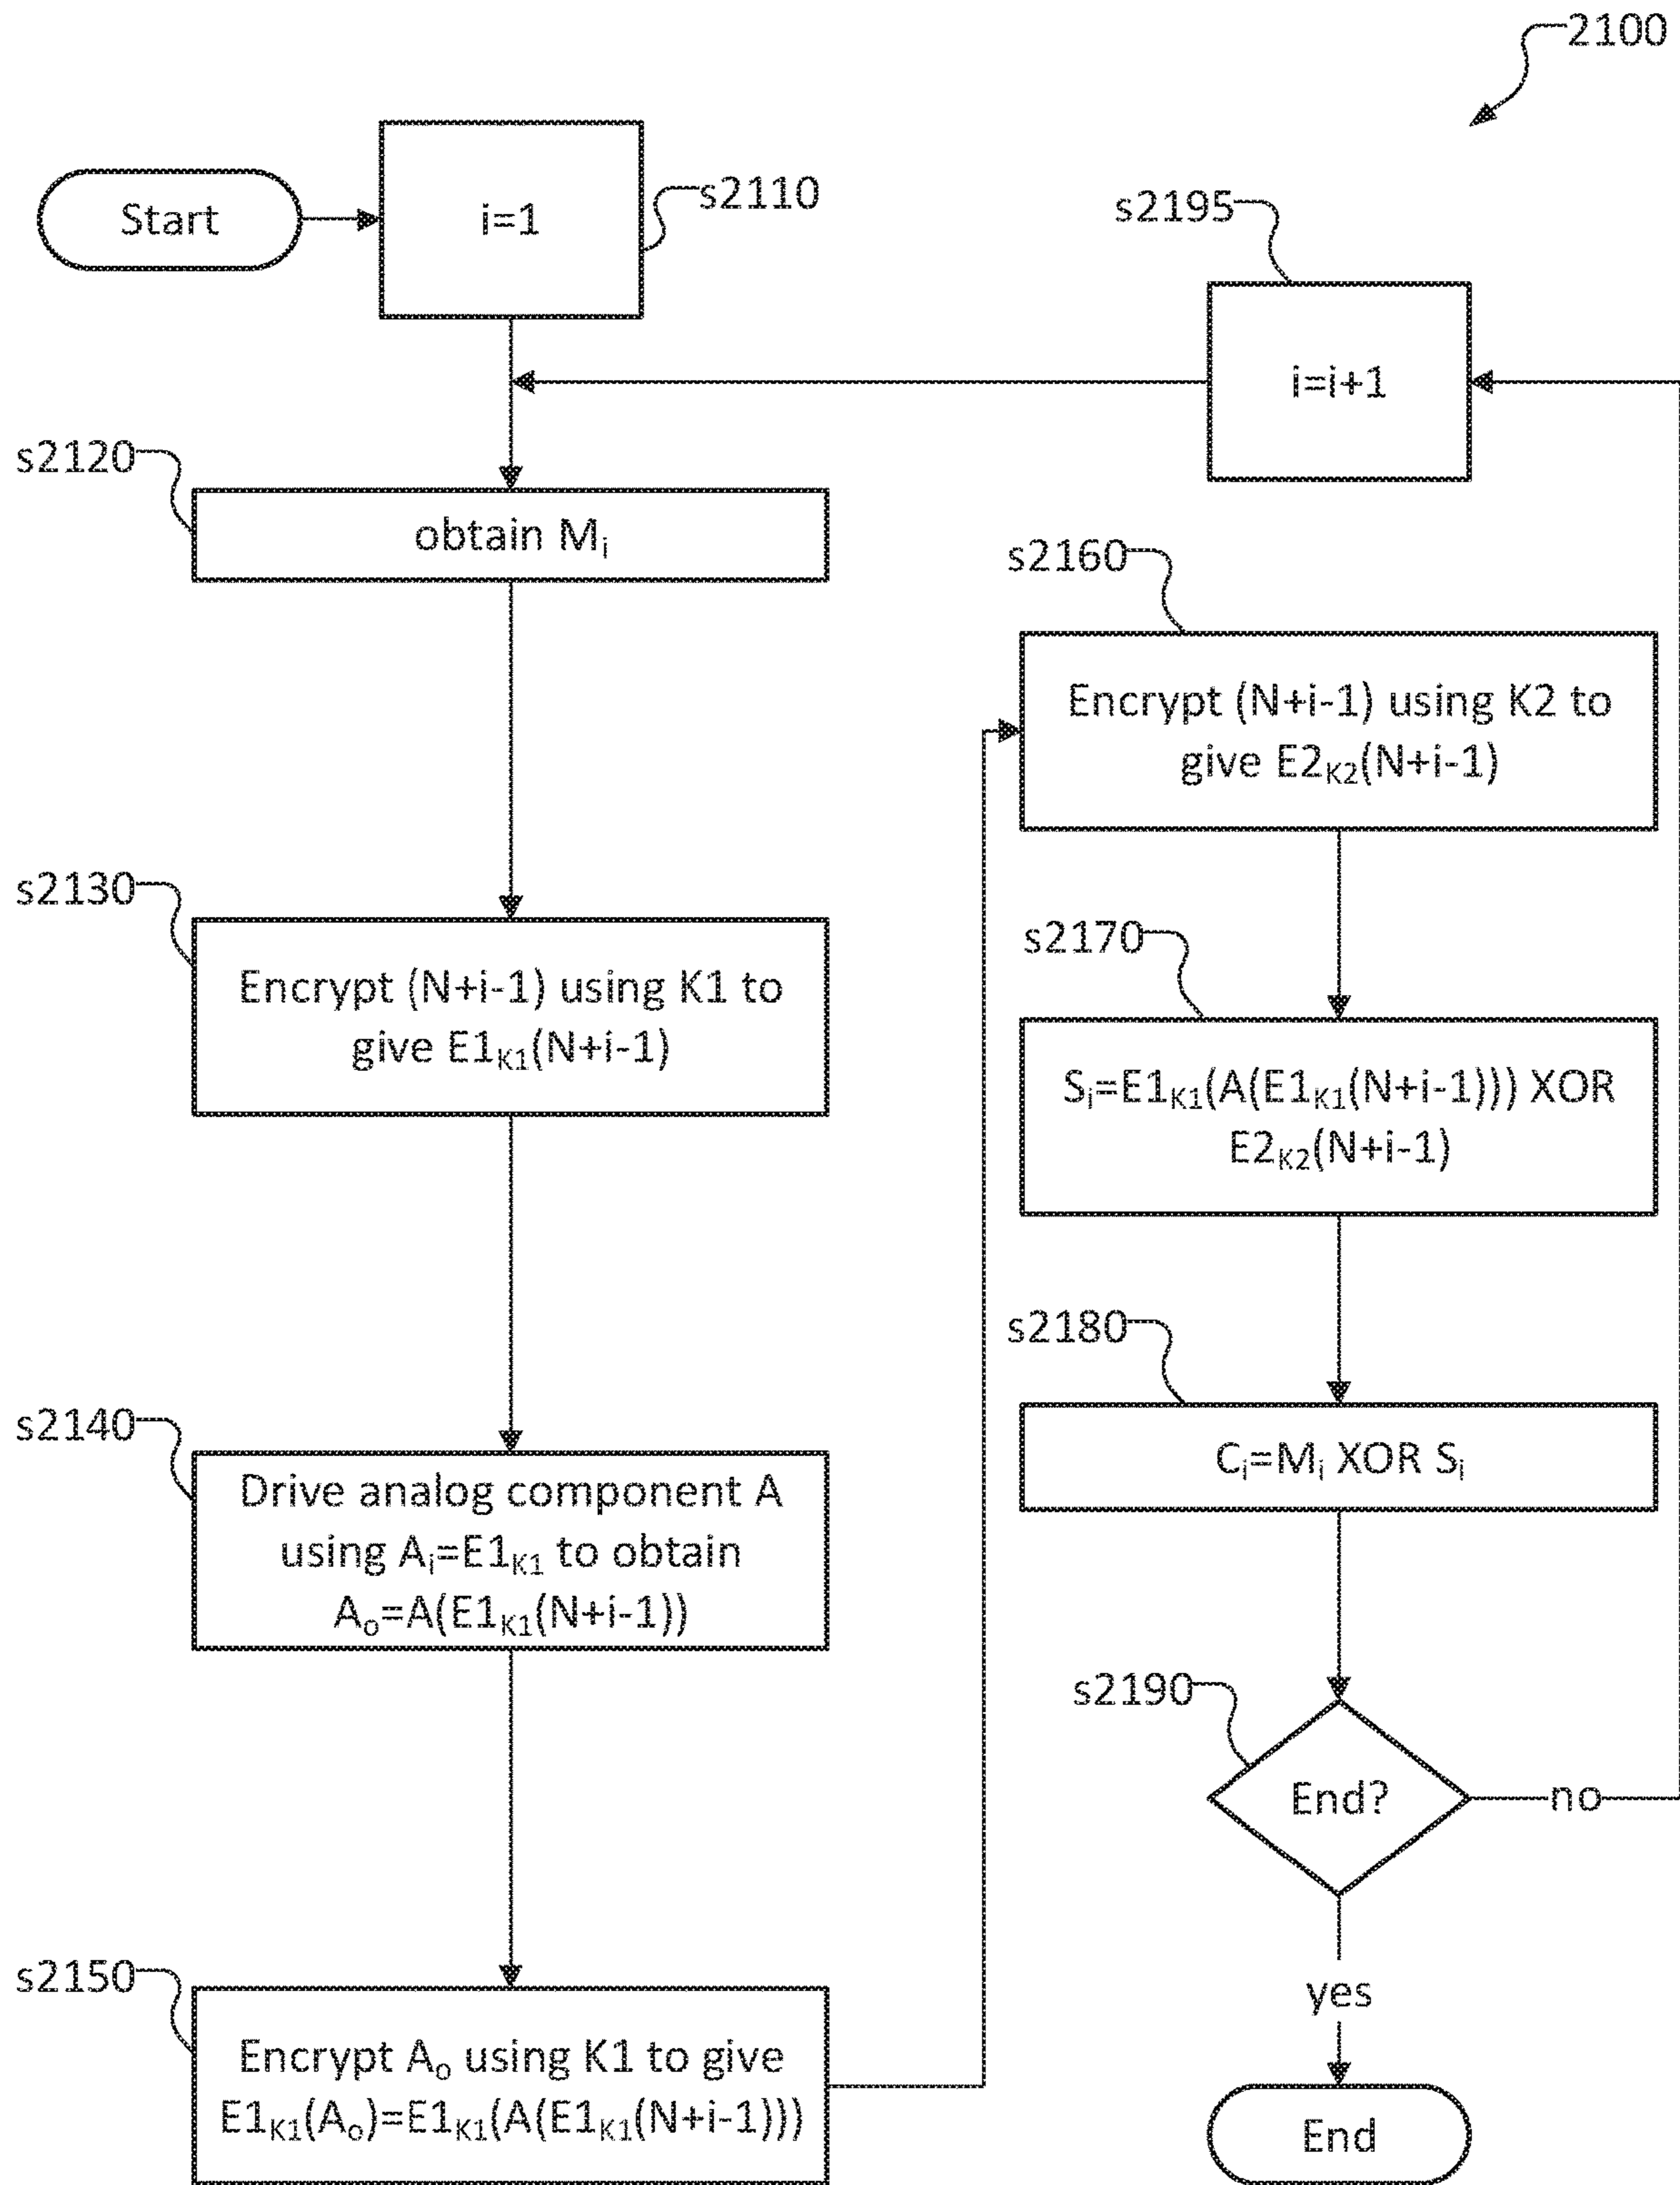 2100
Start
i=1
s2110
s2195
i=i+1
s2120
obtain Mᵢ
s2130
Encrypt (N+i-1) using K1 to
give E1ₖ₁(N+i-1)
s2140
Drive analog component A
using Aᵢ=E1ₖ₁ to obtain
Aₒ=A(E1ₖ₁(N+i-1))
s2150
Encrypt Aₒ using K1 to give
E1ₖ₁(Aₒ)=E1ₖ₁(A(E1ₖ₁(N+i-1)))
s2160
Encrypt (N+i-1) using K2 to
give E2ₖ₂(N+i-1)
s2170
Sᵢ=E1ₖ₁(A(E1ₖ₁(N+i-1))) XOR
E2ₖ₂(N+i-1)
s2180
Cᵢ=Mᵢ XOR Sᵢ
s2190
End?
no
yes
End